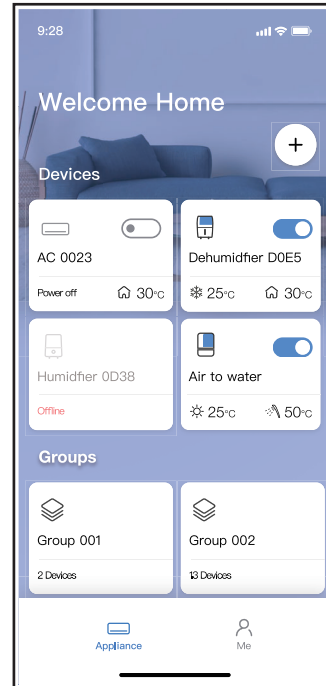 9:28
Welcome Home
+
Devices
AC 0023
Power off 30°C
Dehumidfier D0E5
25°C 30°C
Humidfier 0D38
Offline
Air to water
25°C 50°C
Groups
Group 001
2 Devices
Group 002
13 Devices
Appliance
Me